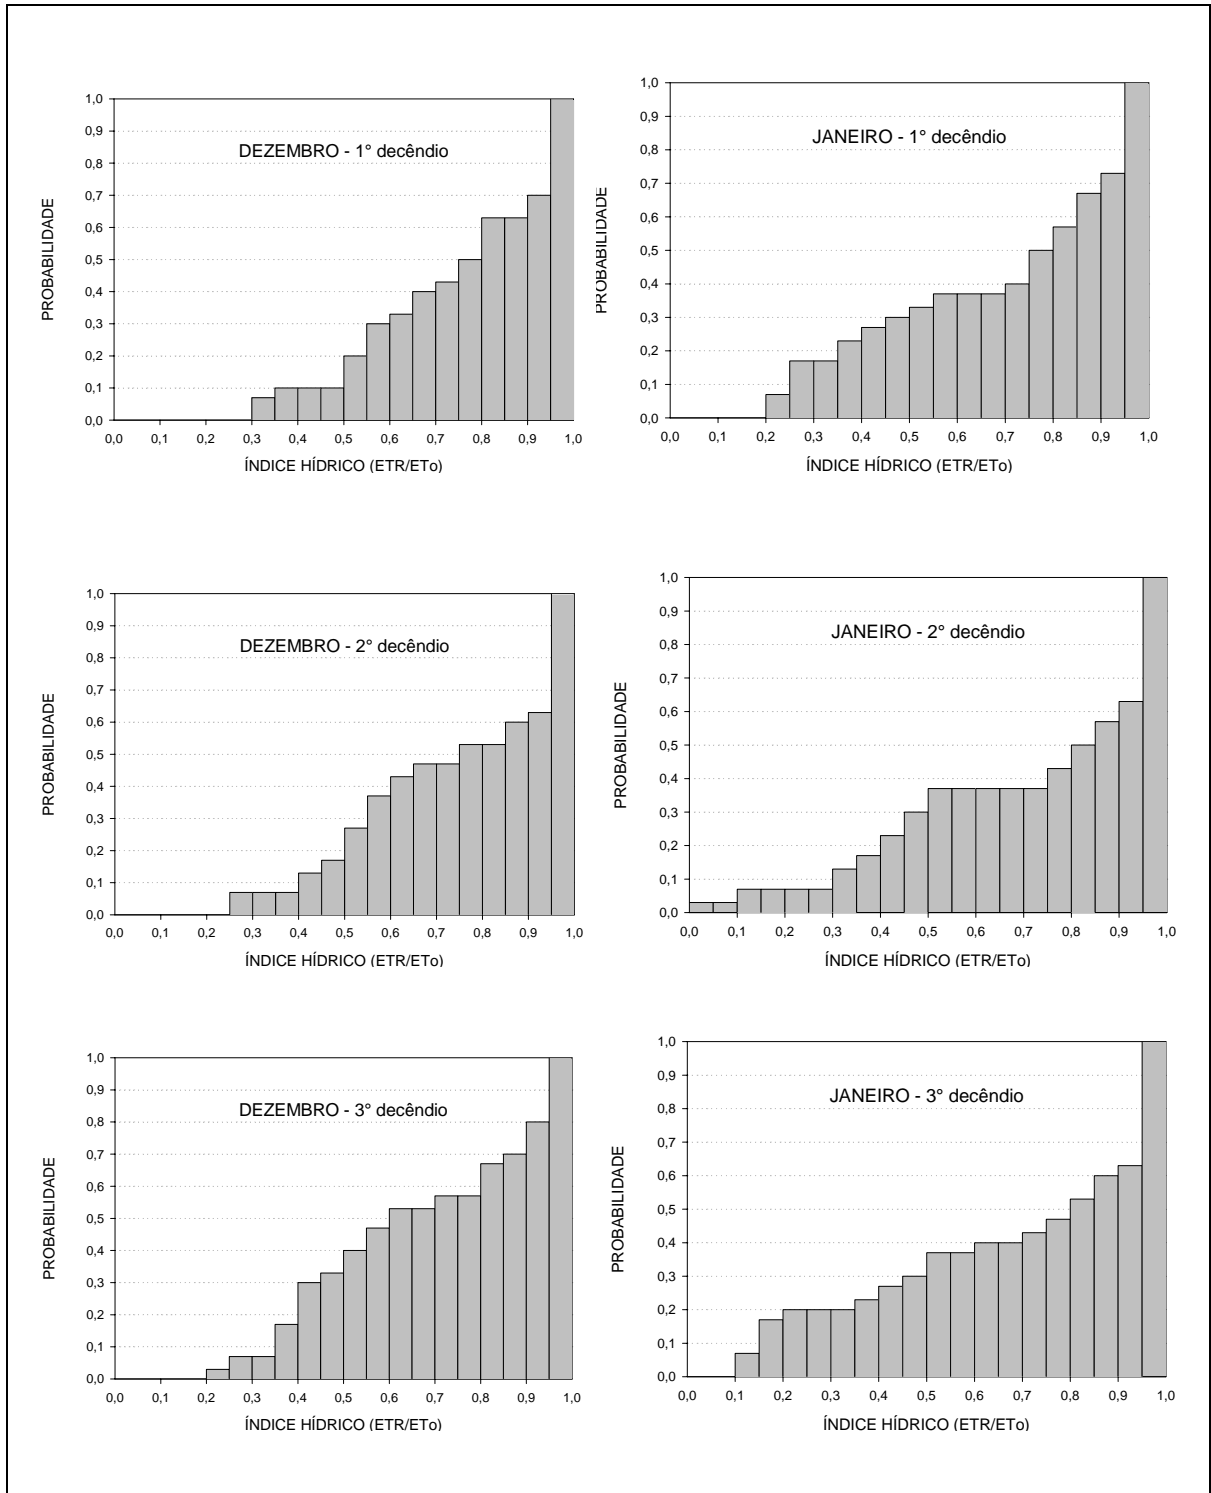 DEZEMBRO - 1° decêndio
PROBABILIDADE
1,0
0,9
0,8
0,7
0,6
0,5
0,4
0,3
0,2
0,1
0,0
0,0 0,1 0,2 0,3 0,4 0,5 0,6 0,7 0,8 0,9 1,0
ÍNDICE HÍDRICO (ETR/ETo)
JANEIRO - 1° decêndio
PROBABILIDADE
1,0
0,9
0,8
0,7
0,6
0,5
0,4
0,3
0,2
0,1
0,0
0,0 0,1 0,2 0,3 0,4 0,5 0,6 0,7 0,8 0,9 1,0
ÍNDICE HÍDRICO (ETR/ETo)
DEZEMBRO - 2° decêndio
PROBABILIDADE
1,0
0,9
0,8
0,7
0,6
0,5
0,4
0,3
0,2
0,1
0,0
0,0 0,1 0,2 0,3 0,4 0,5 0,6 0,7 0,8 0,9 1,0
ÍNDICE HÍDRICO (ETR/ETo)
JANEIRO - 2° decêndio
PROBABILIDADE
1,0
0,9
0,8
0,7
0,6
0,5
0,4
0,3
0,2
0,1
0,0
0,0 0,1 0,2 0,3 0,4 0,5 0,6 0,7 0,8 0,9 1,0
ÍNDICE HÍDRICO (ETR/ETo)
DEZEMBRO - 3° decêndio
PROBABILIDADE
1,0
0,9
0,8
0,7
0,6
0,5
0,4
0,3
0,2
0,1
0,0
0,0 0,1 0,2 0,3 0,4 0,5 0,6 0,7 0,8 0,9 1,0
ÍNDICE HÍDRICO (ETR/ETo)
JANEIRO - 3° decêndio
PROBABILIDADE
1,0
0,9
0,8
0,7
0,6
0,5
0,4
0,3
0,2
0,1
0,0
0,0 0,1 0,2 0,3 0,4 0,5 0,6 0,7 0,8 0,9 1,0
ÍNDICE HÍDRICO (ETR/ETo)